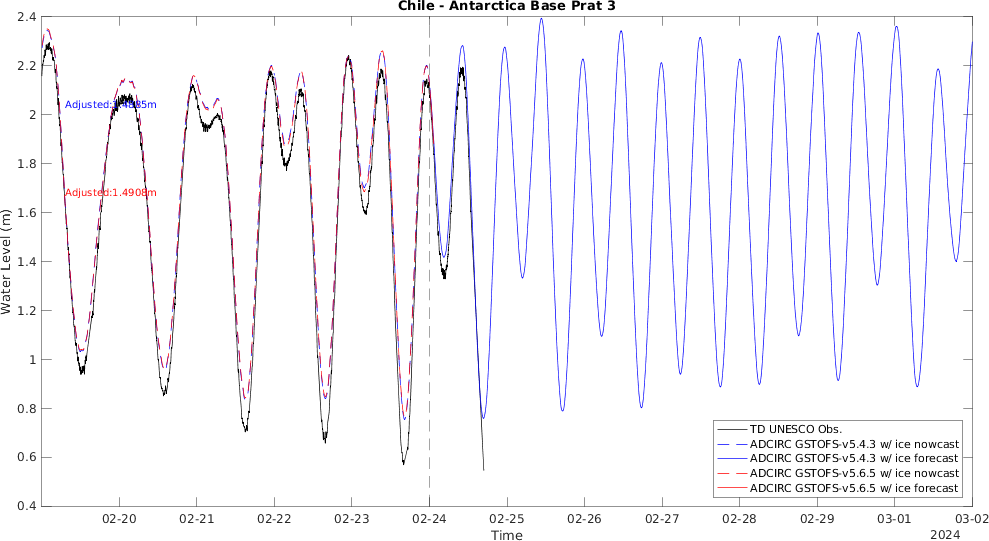 Chile - Antarctica Base Prat 3
2.4
2.2
2
1.8
1.6
1.4
1.2
1
0.8
0.6
0.4
Water Level (m)
Adjusted:1.4885m
Adjusted:1.4908m
TD UNESCO Obs.
ADCIRC GSTOFS-v5.4.3 w/ ice nowcast
ADCIRC GSTOFS-v5.4.3 w/ ice forecast
ADCIRC GSTOFS-v5.6.5 w/ ice nowcast
ADCIRC GSTOFS-v5.6.5 w/ ice forecast
02-20 02-21 02-22 02-23 02-24 02-25 02-26 02-27 02-28 02-29 03-01 03-02
Time
2024